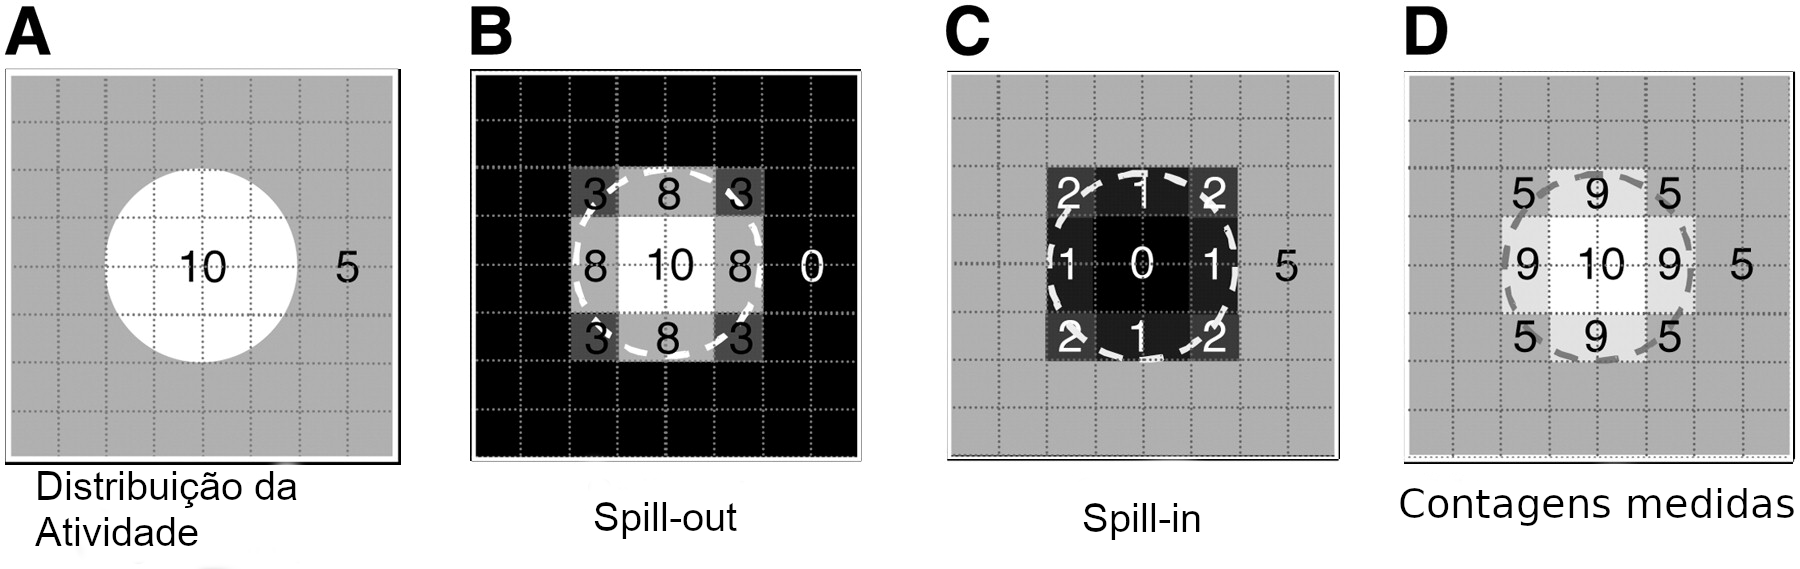 A B C D
10 5
3 8 3
8 10 8 0
3 8 3
2 1 2
1 0 1 5
2 1 2
5 9 5
9 10 9 5
5 9 5
Distribuição da
Atividade
Spill-out
Spill-in
Contagens medidas